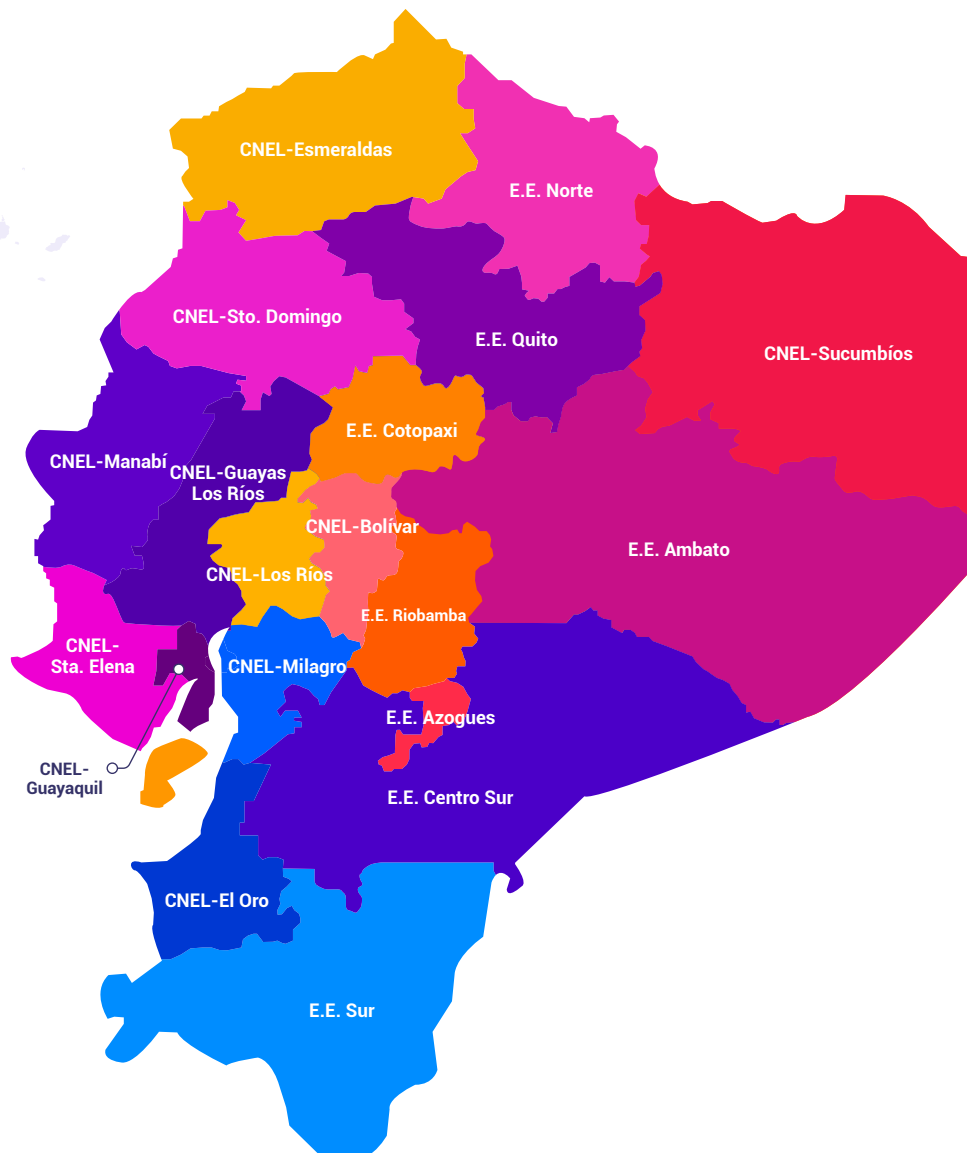 CNEL-Esmeraldas
E.E. Norte
CNEL-Sto. Domingo
E.E. Quito
CNEL-Sucumbíos
E.E. Cotopaxi
CNEL-Manabí
CNEL-Guayas
Los Ríos
CNEL-Bolívar
E.E. Ambato
CNEL-Los Ríos
E.E. Riobamba
CNEL-
Sta. Elena
CNEL-Milagro
E.E. Azogues
CNEL-
Guayaquil
E.E. Centro Sur
CNEL-El Oro
E.E. Sur